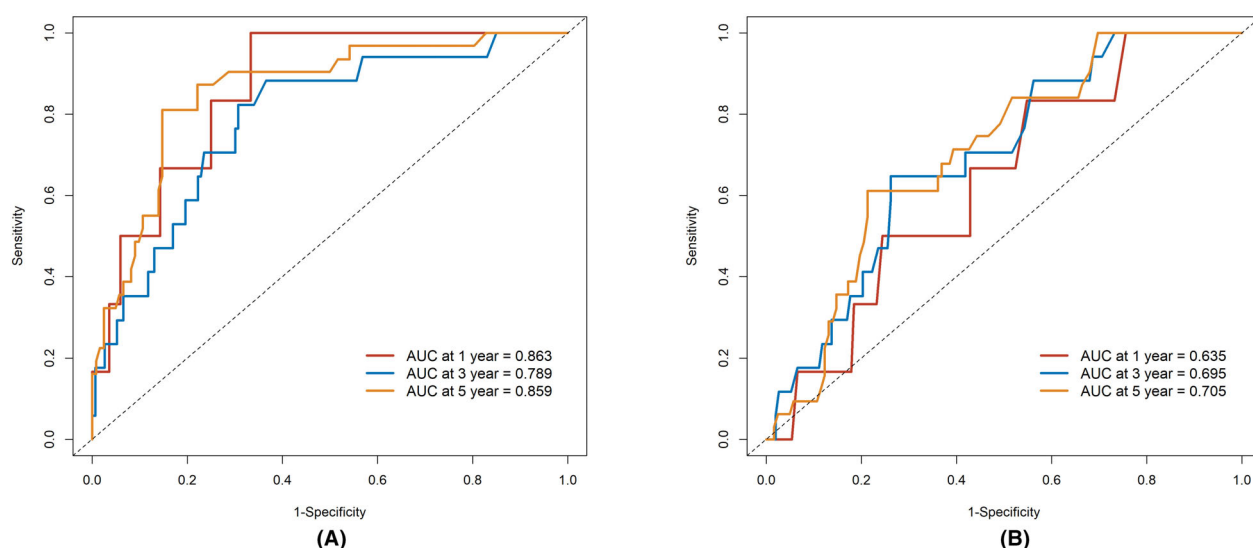 1.0
0.8
0.6
0.4
0.2
0.0
Sensitivity
AUC at 1 year = 0.863
AUC at 3 year = 0.789
AUC at 5 year = 0.859
0.0 0.2 0.4 0.6 0.8 1.0
1-Specificity
(A)
1.0
0.8
0.6
0.4
0.2
0.0
Sensitivity
AUC at 1 year = 0.635
AUC at 3 year = 0.695
AUC at 5 year = 0.705
0.0 0.2 0.4 0.6 0.8 1.0
1-Specificity
(B)